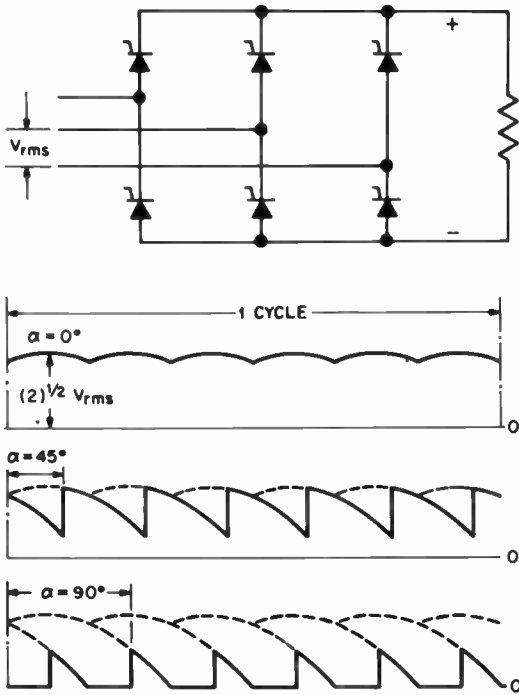 +
Vrms
−
1 CYCLE
α = 0°
(2)^1/2 Vrms
0
α = 45°
0
α = 90°
0